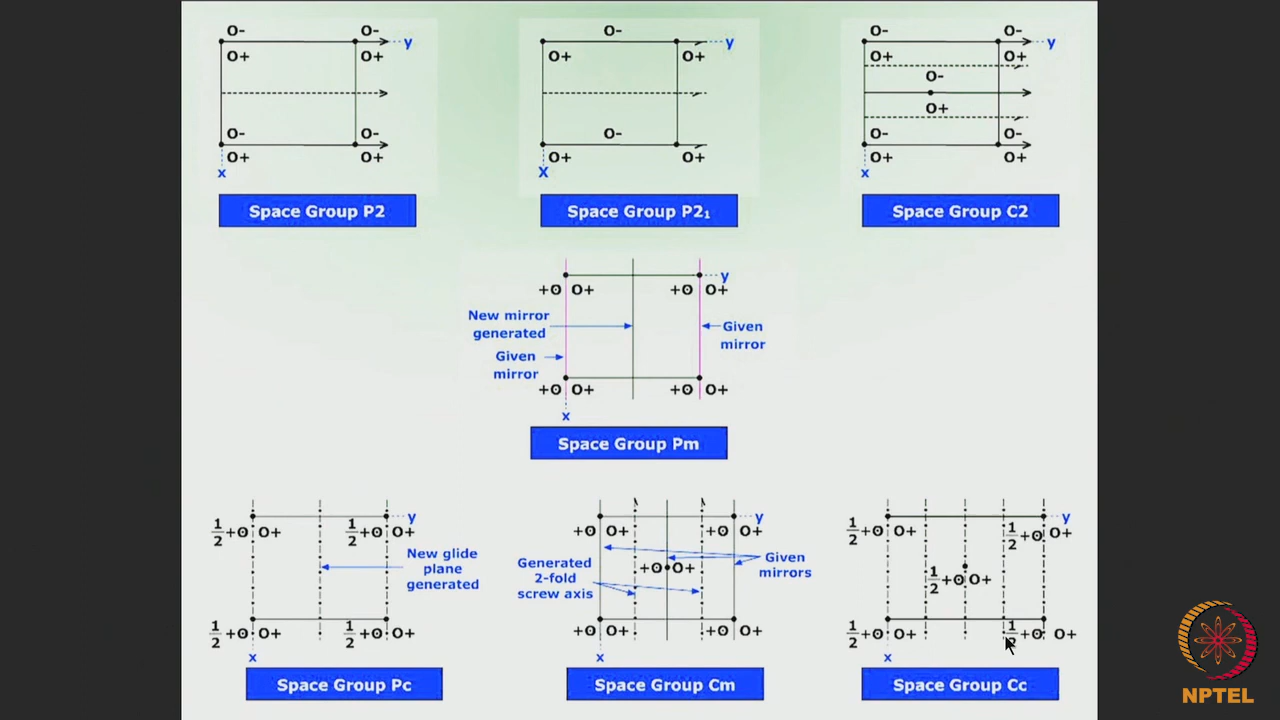 O- O- O- O- O-
y y y
O+ O+ O+ O+ O+ O+
O-
O+
O- O- O- O- O-
O+ O+ O+ O+ O+ O+
x x x
Space Group P2 Space Group P2₁ Space Group C2
y
+ʘ O+ +ʘ O+
New mirror
generated
Given
mirror
Given
mirror
+ʘ O+ +ʘ O+
x
Space Group Pm
y y y
½+ʘ O+ ½+ʘ O+ +ʘ O+ +ʘ O+ ½+ʘ O+ ½+ʘ O+
New glide
plane
generated
Generated
2-fold
screw axis
+ʘ O+
Given
mirrors
½+ʘ O+
½+ʘ O+ ½+ʘ O+ +ʘ O+ +ʘ O+ ½+ʘ O+ ½+ʘ O+
x x x
Space Group Pc Space Group Cm Space Group Cc
NPTEL